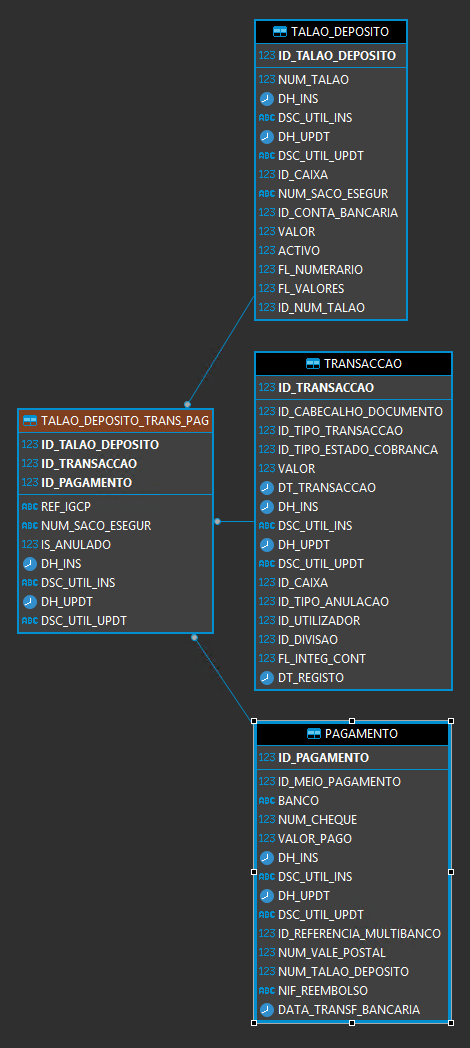 TALAO_DEPOSITO
123 ID_TALAO_DEPOSITO
123 NUM_TALAO
DH_INS
ABC DSC_UTIL_INS
DH_UPDT
ABC DSC_UTIL_UPDT
123 ID_CAIXA
ABC NUM_SACO_ESEGUR
123 ID_CONTA_BANCARIA
123 VALOR
123 ACTIVO
123 FL_NUMERARIO
123 FL_VALORES
123 ID_NUM_TALAO
TRANSACCAO
123 ID_TRANSACCAO
123 ID_CABECALHO_DOCUMENTO
123 ID_TIPO_TRANSACCAO
123 ID_TIPO_ESTADO_COBRANCA
123 VALOR
DT_TRANSACCAO
DH_INS
ABC DSC_UTIL_INS
DH_UPDT
ABC DSC_UTIL_UPDT
123 ID_CAIXA
123 ID_TIPO_ANULACAO
123 ID_UTILIZADOR
123 ID_DIVISAO
123 FL_INTEG_CONT
DT_REGISTO
TALAO_DEPOSITO_TRANS_PAG
123 ID_TALAO_DEPOSITO
123 ID_TRANSACCAO
123 ID_PAGAMENTO
ABC REF_IGCP
ABC NUM_SACO_ESEGUR
123 IS_ANULADO
DH_INS
ABC DSC_UTIL_INS
DH_UPDT
ABC DSC_UTIL_UPDT
PAGAMENTO
123 ID_PAGAMENTO
123 ID_MEIO_PAGAMENTO
ABC BANCO
123 NUM_CHEQUE
123 VALOR_PAGO
DH_INS
ABC DSC_UTIL_INS
DH_UPDT
ABC DSC_UTIL_UPDT
123 ID_REFERENCIA_MULTIBANCO
123 NUM_VALE_POSTAL
123 NUM_TALAO_DEPOSITO
ABC NIF_REEMBOLSO
DATA_TRANSF_BANCARIA